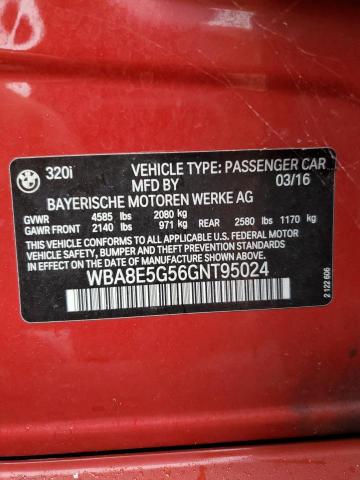 320i VEHICLE TYPE: PASSENGER CAR
MFD BY 03/16
BAYERISCHE MOTOREN WERKE AG
GVWR 4585 lbs 2080 kg
GAWR FRONT 2140 lbs 971 kg REAR 2580 lbs 1170 kg
THIS VEHICLE CONFORMS TO ALL APPLICABLE U.S. FEDERAL MOTOR
VEHICLE SAFETY, BUMPER, AND THEFT PREVENTION STANDARDS IN
EFFECT ON THE DATE OF MANUFACTURE SHOWN ABOVE.
WBA8E5G56GNT95024
2 122 606